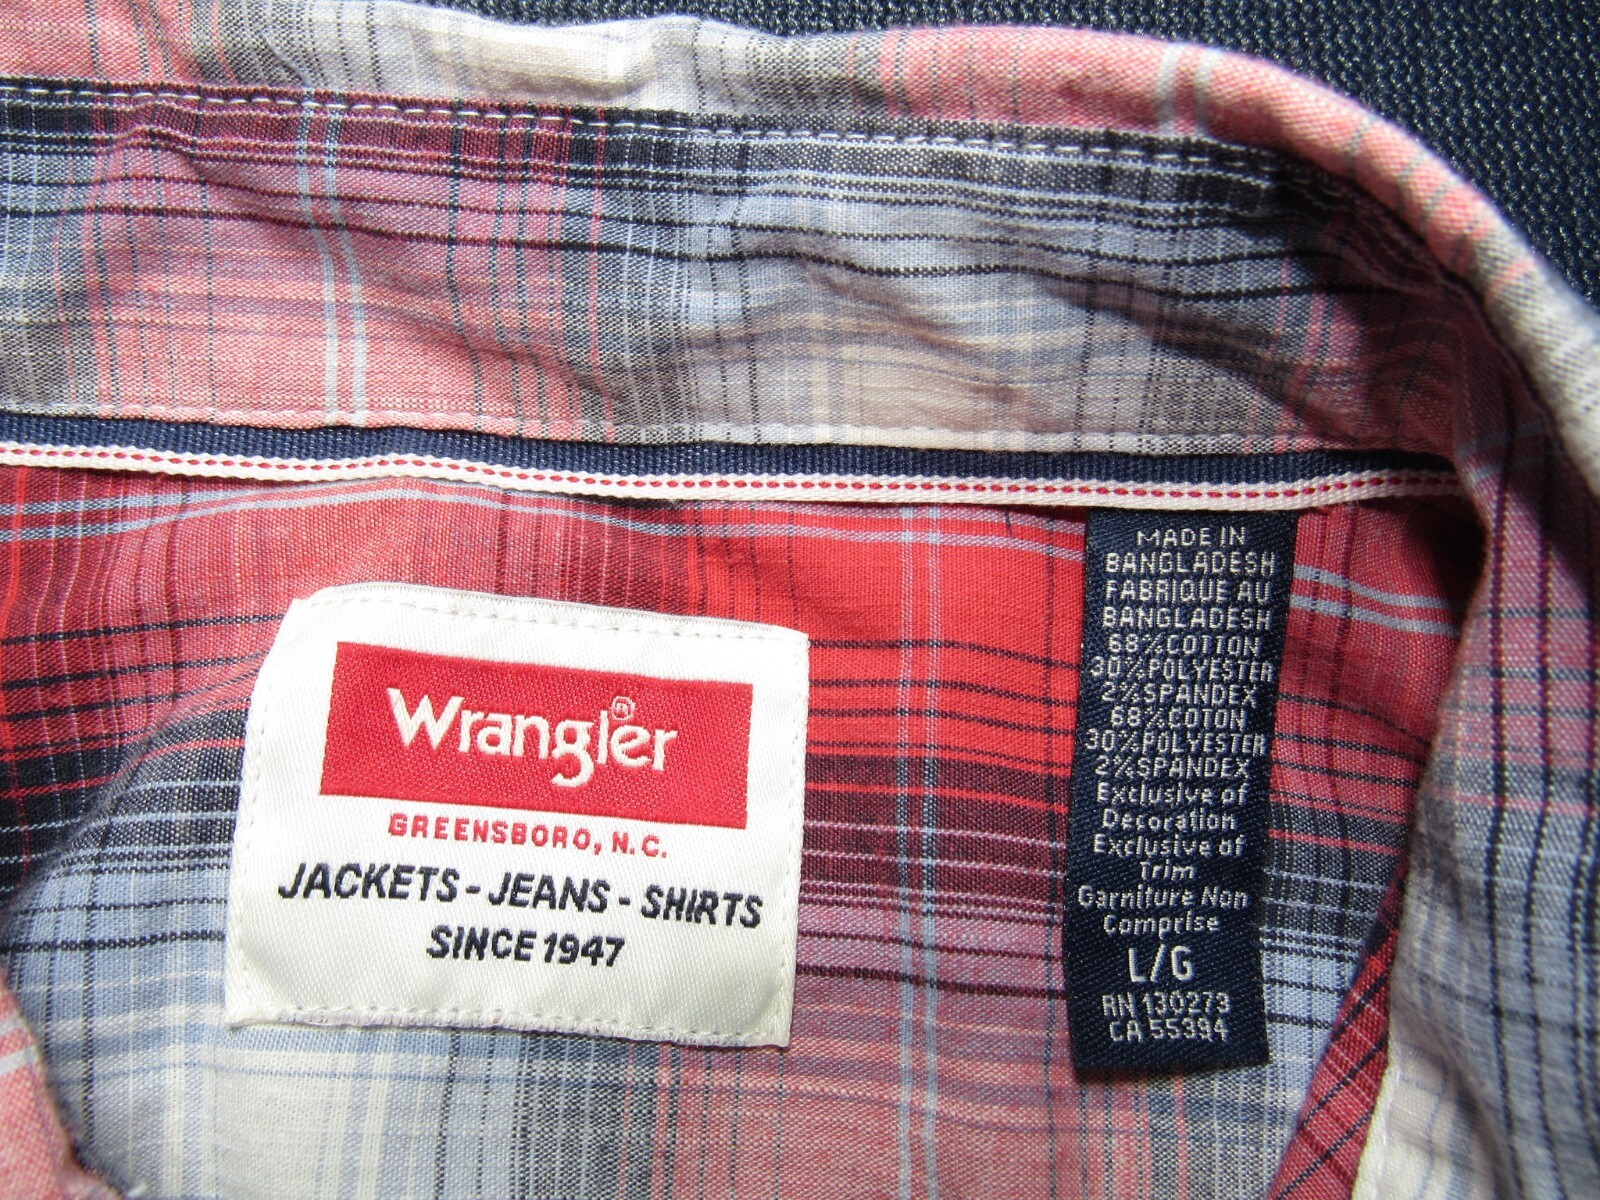 Wrangler®
GREENSBORO, N.C.
JACKETS - JEANS - SHIRTS
SINCE 1947
MADE IN
BANGLADESH
FABRIQUE AU
BANGLADESH
68%COTTON
30%POLYESTER
2%SPANDEX
68%COTON
30%POLYESTER
2%SPANDEX
Exclusive of
Decoration
Exclusive of
Trim
Garniture Non
Comprise
L/G
RN 130273
CA 55394